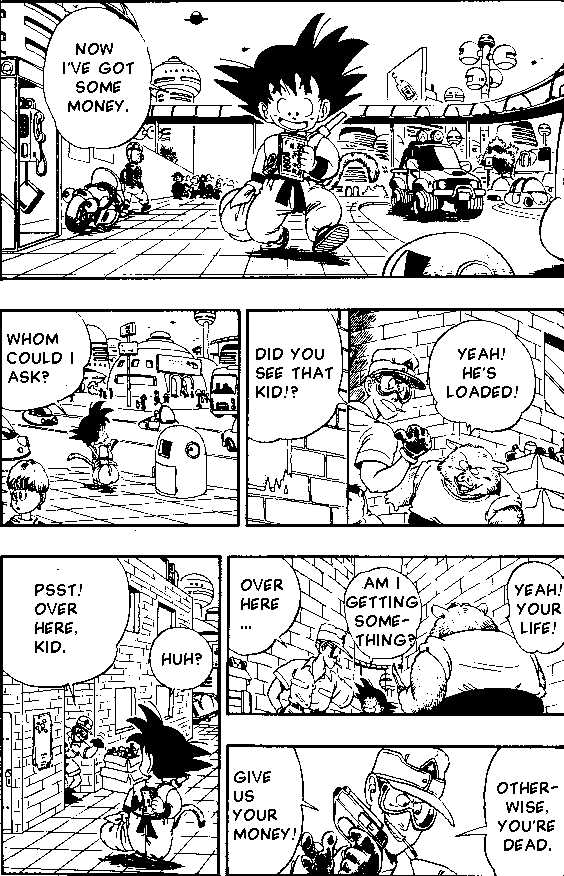 NOW
I'VE GOT
SOME
MONEY.
WHOM
COULD I
ASK?
DID YOU
SEE THAT
KID!?
YEAH!
HE'S
LOADED!
PSST!
OVER
HERE,
KID.
HUH?
OVER
HERE
...
AM I
GETTING
SOME-
THING?
YEAH!
YOUR
LIFE!
GIVE
US
YOUR
MONEY!
OTHER-
WISE,
YOU'RE
DEAD.